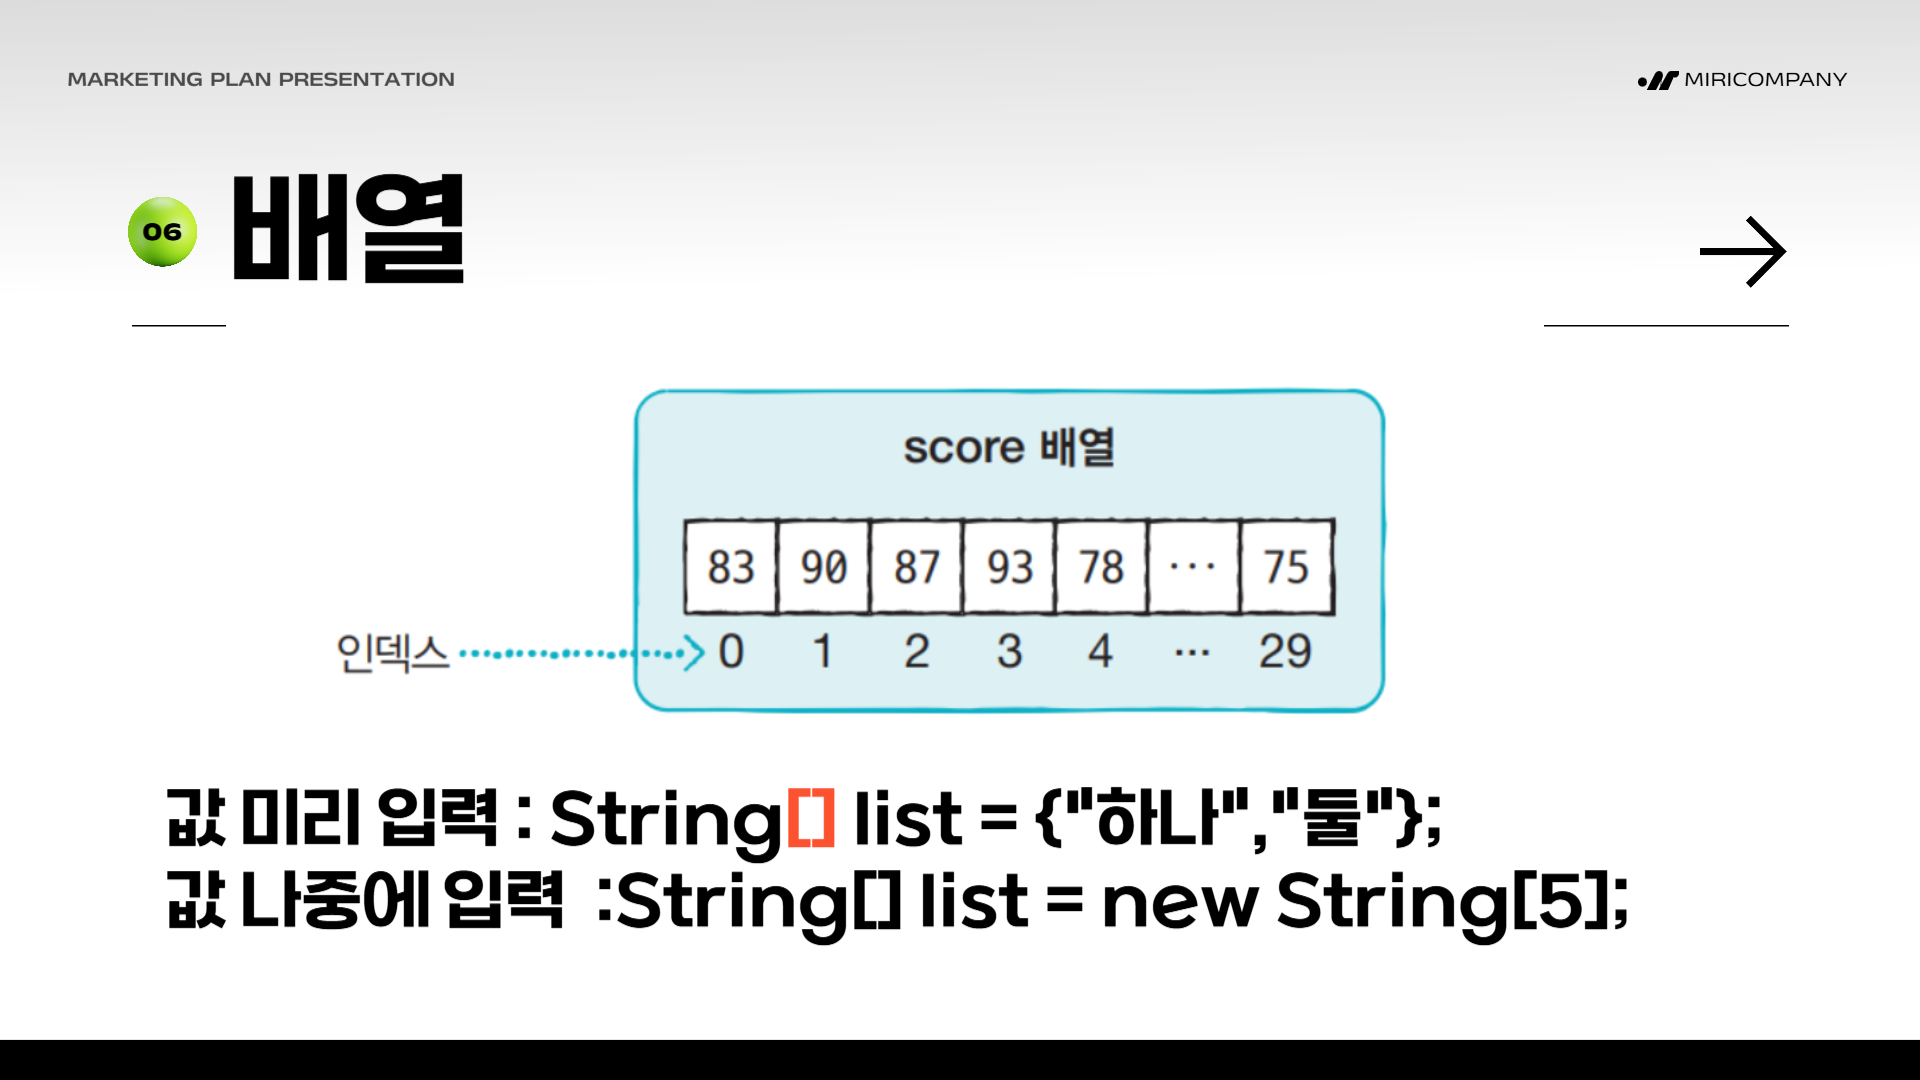 MARKETING PLAN PRESENTATION
MIRICOMPANY
06
배열
score 배열
83 90 87 93 78 ··· 75
인덱스 0 1 2 3 4 ··· 29
값 미리 입력 : String[] list = {"하나","둘"};
값 나중에 입력 :String[] list = new String[5];